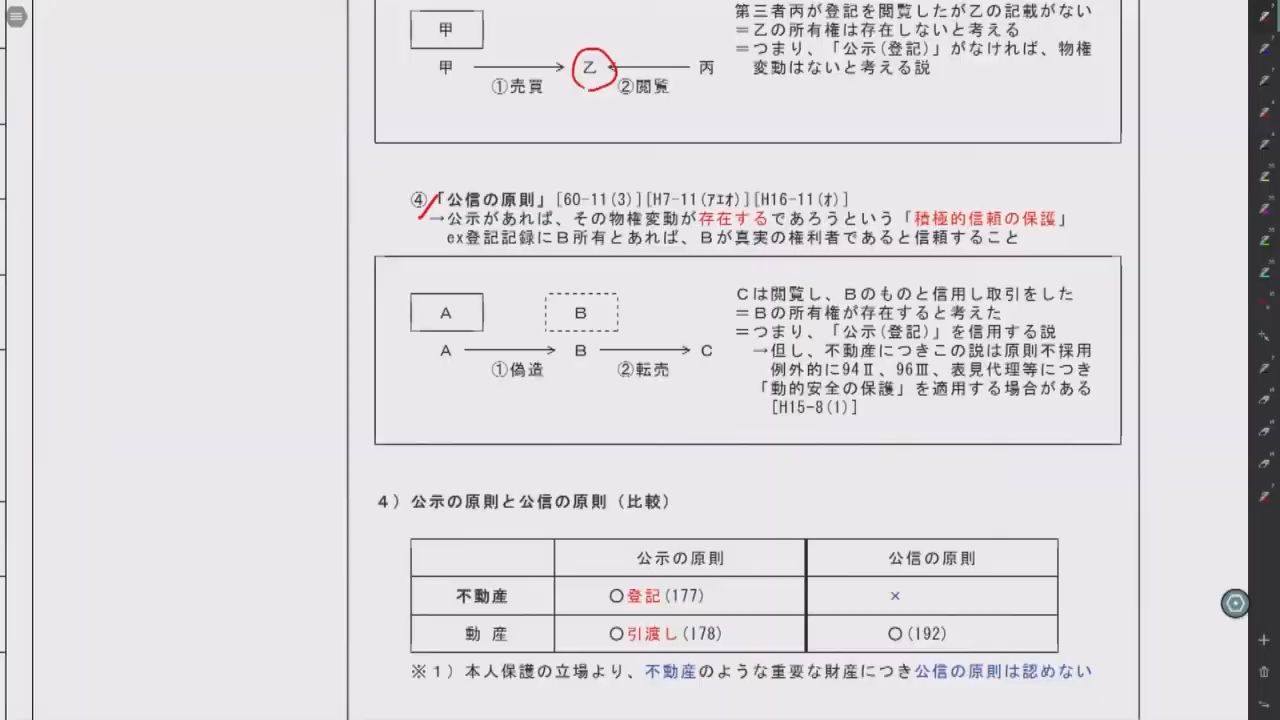 甲
第三者丙が登記を閲覧したが乙の記載がない
＝乙の所有権は存在しないと考える
＝つまり、「公示(登記)」がなければ、物権
変動はないと考える説
甲 乙 丙
①売買 ②閲覧
④「公信の原則」[60-11(3)][H7-11(ｱｴｵ)][H16-11(ｵ)]
→公示があれば、その物権変動が存在するであろうという「積極的信頼の保護」
ex登記記録にＢ所有とあれば、Ｂが真実の権利者であると信頼すること
Ａ Ｂ
Ａ Ｂ Ｃ
①偽造 ②転売
Ｃは閲覧し、Ｂのものと信用し取引をした
＝Ｂの所有権が存在すると考えた
＝つまり、「公示(登記)」を信用する説
→但し、不動産につきこの説は原則不採用
例外的に94Ⅱ、96Ⅲ、表見代理等につき
「動的安全の保護」を適用する場合がある
[H15-8(1)]
４）公示の原則と公信の原則（比較）
公示の原則 公信の原則
不動産 ○登記(177) ×
動 産 ○引渡し(178) ○(192)
※１）本人保護の立場より、不動産のような重要な財産につき公信の原則は認めない